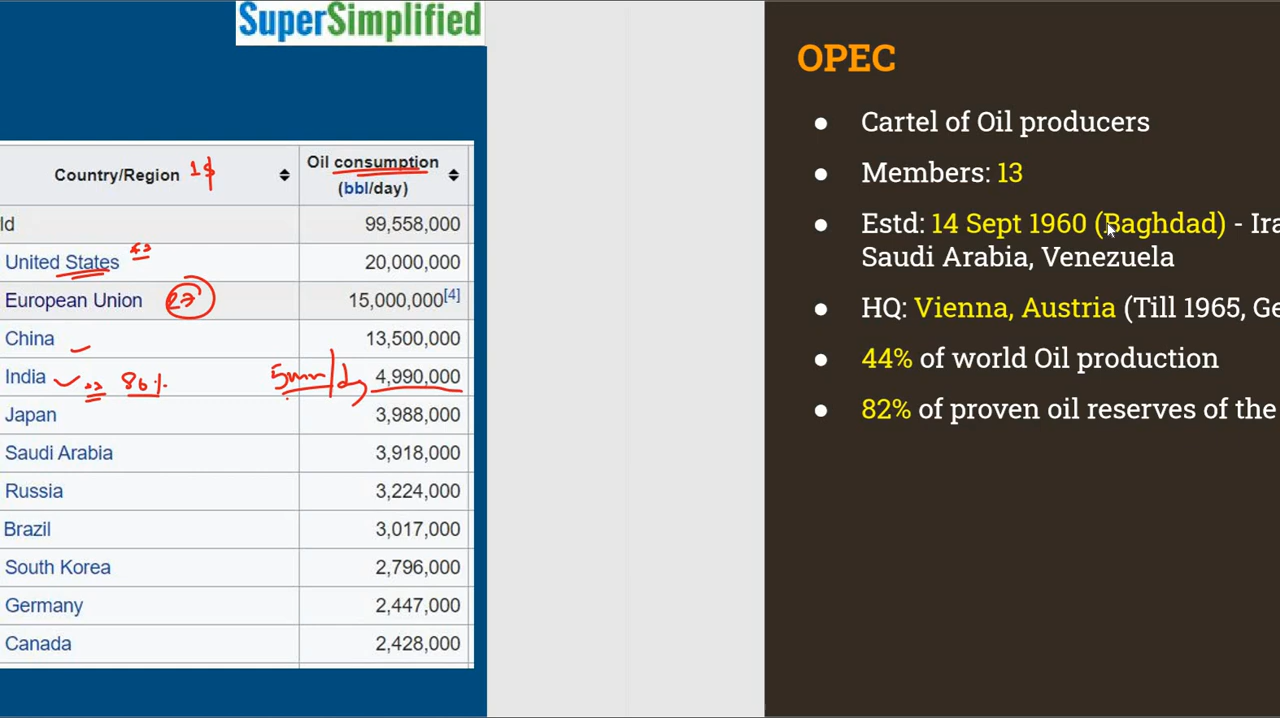 SuperSimplified
Country/Region 1$
Oil consumption
(bbl/day)
ld 99,558,000
United States 20,000,000
European Union 27 15,000,000[4]
China 13,500,000
India 86% 5mn/day 4,990,000
Japan 3,988,000
Saudi Arabia 3,918,000
Russia 3,224,000
Brazil 3,017,000
South Korea 2,796,000
Germany 2,447,000
Canada 2,428,000
OPEC
● Cartel of Oil producers
● Members: 13
● Estd: 14 Sept 1960 (Baghdad) - Ira
Saudi Arabia, Venezuela
● HQ: Vienna, Austria (Till 1965, Ge
● 44% of world Oil production
● 82% of proven oil reserves of the